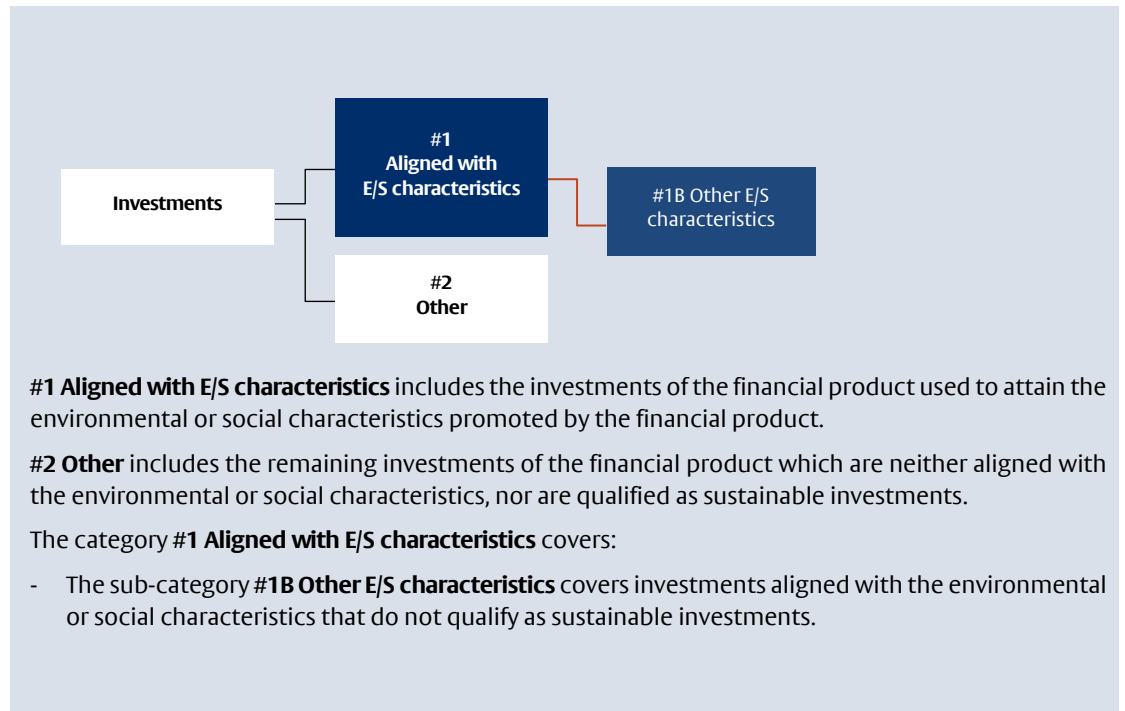 #1
Aligned with
E/S characteristics
Investments
#1B Other E/S
characteristics
#2
Other
#1 Aligned with E/S characteristics includes the investments of the financial product used to attain the
environmental or social characteristics promoted by the financial product.
#2 Other includes the remaining investments of the financial product which are neither aligned with
the environmental or social characteristics, nor are qualified as sustainable investments.
The category #1 Aligned with E/S characteristics covers:
- The sub-category #1B Other E/S characteristics covers investments aligned with the environmental
or social characteristics that do not qualify as sustainable investments.